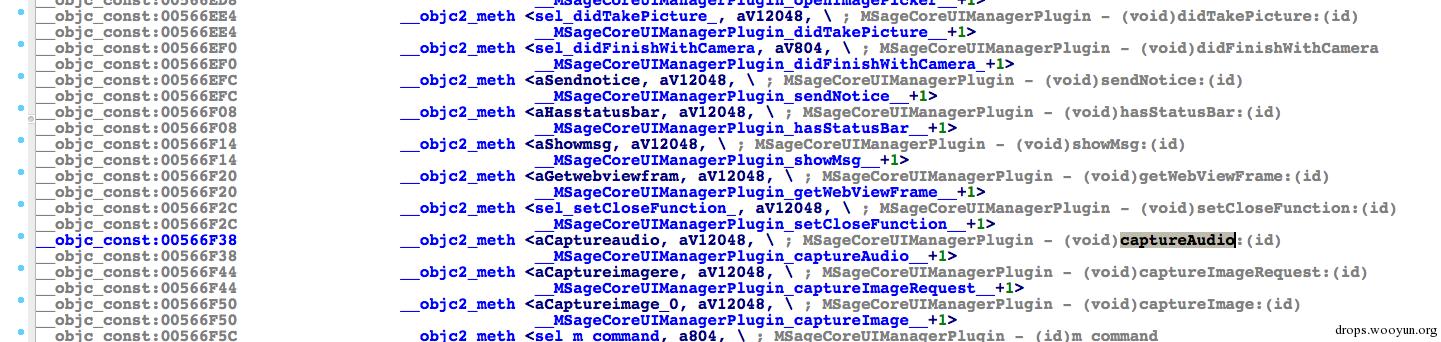 __objc2_meth <sel_didTakePicture_, aV12048, \ ; MSageCoreUIManagerPlugin - (void)didTakePicture:(id)
__objc_const:00566EE4
__objc_const:00566EE4 __MSageCoreUIManagerPlugin_didTakePicture__+1>
__objc_const:00566EF0 __objc2_meth <sel_didFinishWithCamera, aV804, \ ; MSageCoreUIManagerPlugin - (void)didFinishWithCamera
__objc_const:00566EF0 __MSageCoreUIManagerPlugin_didFinishWithCamera_+1>
__objc_const:00566EFC __objc2_meth <aSendnotice, aV12048, \ ; MSageCoreUIManagerPlugin - (void)sendNotice:(id)
__objc_const:00566EFC __MSageCoreUIManagerPlugin_sendNotice__+1>
__objc_const:00566F08 __objc2_meth <aHasstatusbar, aV12048, \ ; MSageCoreUIManagerPlugin - (void)hasStatusBar:(id)
__objc_const:00566F08 __MSageCoreUIManagerPlugin_hasStatusBar__+1>
__objc_const:00566F14 __objc2_meth <aShowmsg, aV12048, \ ; MSageCoreUIManagerPlugin - (void)showMsg:(id)
__objc_const:00566F14 __MSageCoreUIManagerPlugin_showMsg__+1>
__objc_const:00566F20 __objc2_meth <aGetwebviewfram, aV12048, \ ; MSageCoreUIManagerPlugin - (void)getWebViewFrame:(id)
__objc_const:00566F20 __MSageCoreUIManagerPlugin_getWebViewFrame__+1>
__objc_const:00566F2C __objc2_meth <sel_setCloseFunction_, aV12048, \ ; MSageCoreUIManagerPlugin - (void)setCloseFunction:(id)
__objc_const:00566F2C __MSageCoreUIManagerPlugin_setCloseFunction__+1>
__objc_const:00566F38 __objc2_meth <aCaptureaudio, aV12048, \ ; MSageCoreUIManagerPlugin - (void)captureAudio:(id)
__objc_const:00566F38 __MSageCoreUIManagerPlugin_captureAudio__+1>
__objc_const:00566F44 __objc2_meth <aCaptureimagere, aV12048, \ ; MSageCoreUIManagerPlugin - (void)captureImageRequest:(id)
__objc_const:00566F44 __MSageCoreUIManagerPlugin_captureImageRequest__+1>
__objc_const:00566F50 __objc2_meth <aCaptureimage_0, aV12048, \ ; MSageCoreUIManagerPlugin - (void)captureImage:(id)
__objc_const:00566F50 __MSageCoreUIManagerPlugin_captureImage__+1>
__objc_const:00566F5C __objc2_meth <sel_m_command, a804, \ ; MSageCoreUIManagerPlugin - (id)m_command
drops.wooyun.org